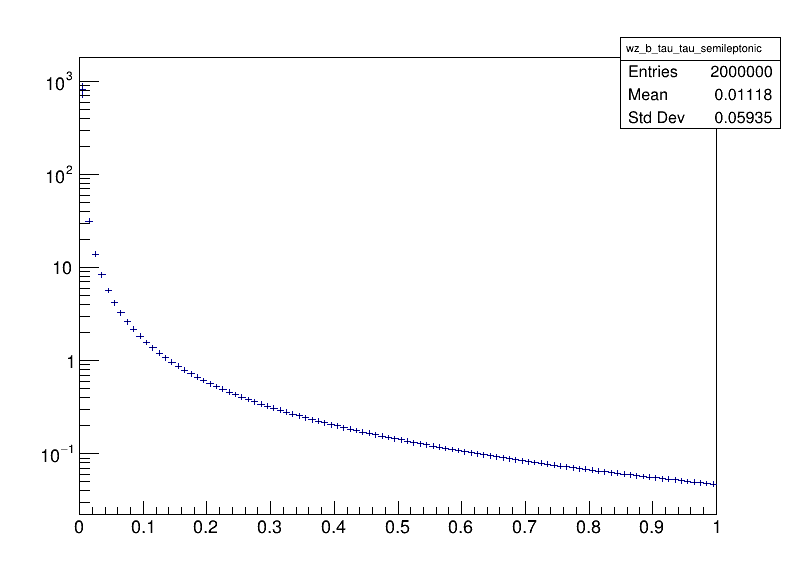 wz_b_tau_tau_semileptonic
Entries 2000000
Mean 0.01118
Std Dev 0.05935
10³
10²
10
1
10⁻¹
0 0.1 0.2 0.3 0.4 0.5 0.6 0.7 0.8 0.9 1